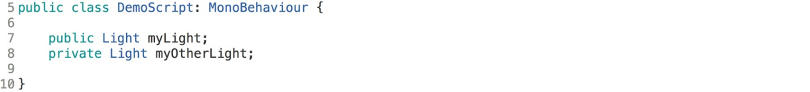 5 public class DemoScript: MonoBehaviour {
6
7     public Light myLight;
8     private Light myOtherLight;
9
10 }